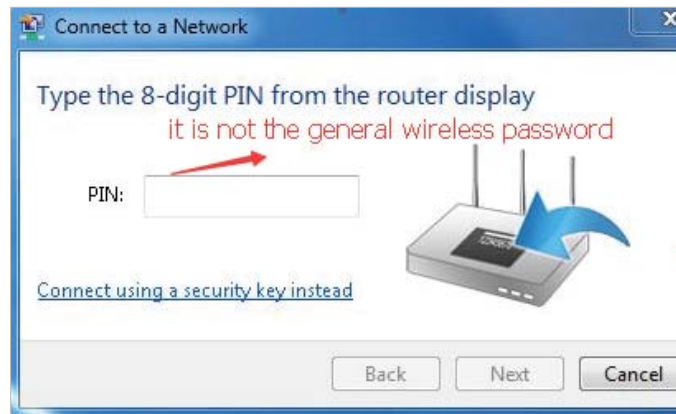 Connect to a Network
Type the 8-digit PIN from the router display
it is not the general wireless password
PIN:
12345670
Connect using a security key instead
Back Next Cancel